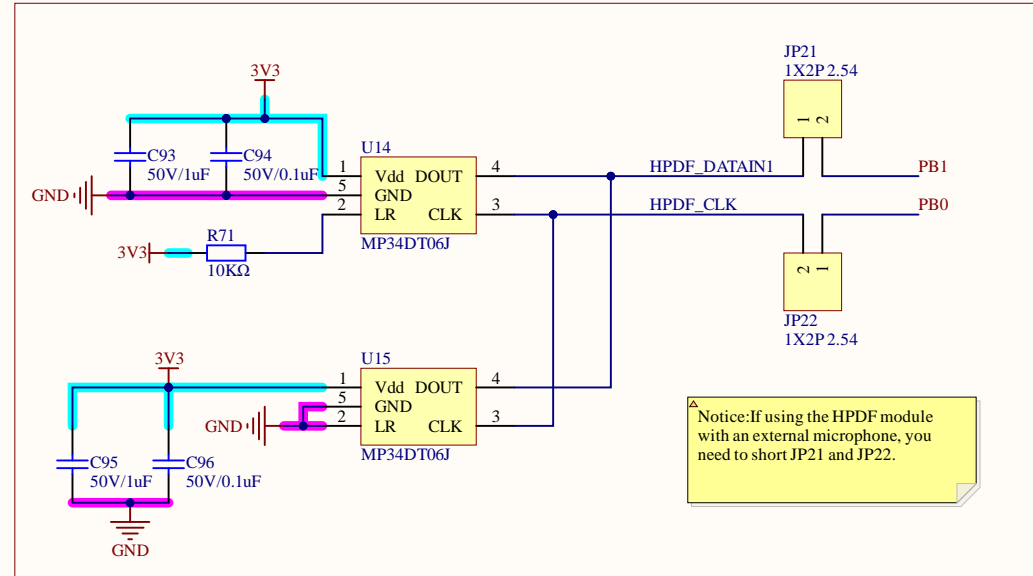 JP21
1X2P 2.54
1
2
3V3
C93
50V/1uF
C94
50V/0.1uF
GND
U14
1
5
2
Vdd DOUT
GND
LR CLK
4
3
MP34DT06J
HPDF_DATAIN1
PB1
HPDF_CLK
PB0
3V3
R71
10KΩ
2
1
JP22
1X2P 2.54
3V3
U15
1
5
2
Vdd DOUT
GND
LR CLK
4
3
MP34DT06J
GND
C95
50V/1uF
C96
50V/0.1uF
GND
Notice:If using the HPDF module
with an external microphone, you
need to short JP21 and JP22.